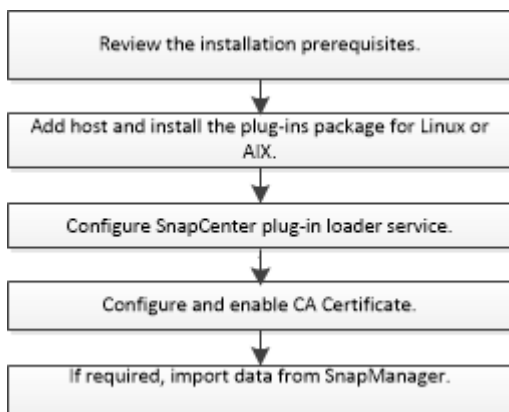 Review the installation prerequisites.
Add host and install the plug-ins package for Linux or
AIX.
Configure SnapCenter plug-in loader service.
Configure and enable CA Certificate.
If required, import data from SnapManager.